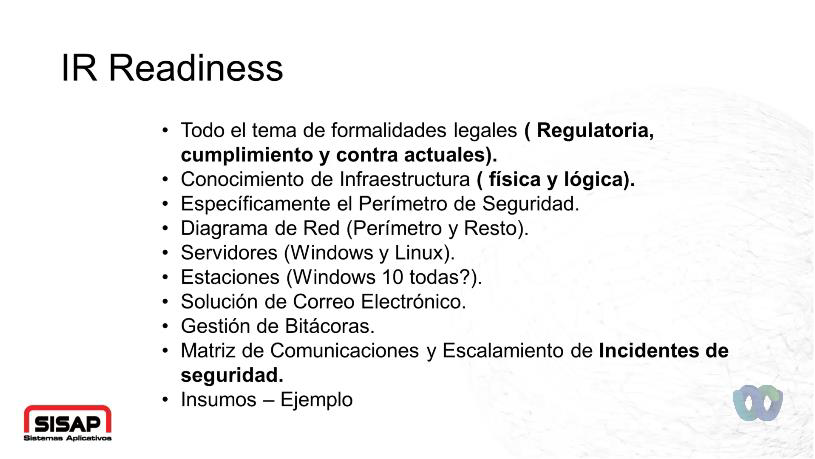 IR Readiness
• Todo el tema de formalidades legales ( Regulatoria,
cumplimiento y contra actuales).
• Conocimiento de Infraestructura ( física y lógica).
• Específicamente el Perímetro de Seguridad.
• Diagrama de Red (Perímetro y Resto).
• Servidores (Windows y Linux).
• Estaciones (Windows 10 todas?).
• Solución de Correo Electrónico.
• Gestión de Bitácoras.
• Matriz de Comunicaciones y Escalamiento de Incidentes de
seguridad.
• Insumos – Ejemplo
SISAP
Sistemas Aplicativos